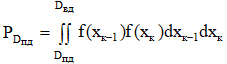 D_вд
P_{D_пд} = ∬ f(x_{к−1})f(x_к)dx_{к−1}dx_к
D_пд